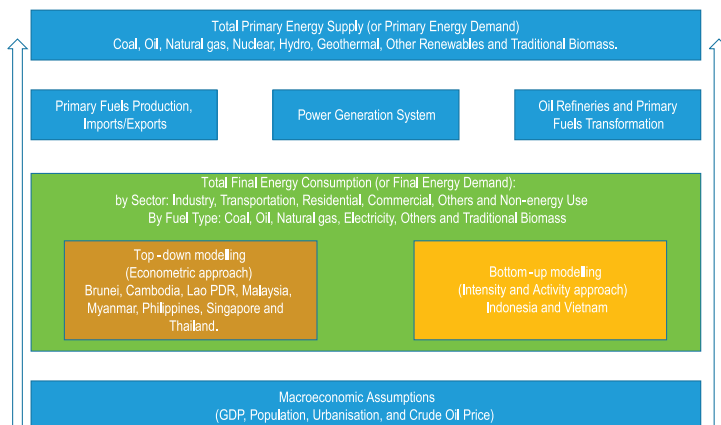 Total Primary Energy Supply (or Primary Energy Demand)
Coal, Oil, Natural gas, Nuclear, Hydro, Geothermal, Other Renewables and Traditional Biomass.
Primary Fuels Production,
Imports/Exports
Power Generation System
Oil Refineries and Primary
Fuels Transformation
Total Final Energy Consumption (or Final Energy Demand):
by Sector: Industry, Transportation, Residential, Commercial, Others and Non-energy Use
By Fuel Type: Coal, Oil, Natural gas, Electricity, Others and Traditional Biomass
Top-down modelling
(Econometric approach)
Brunei, Cambodia, Lao PDR, Malaysia,
Myanmar, Philippines, Singapore and
Thailand.
Bottom-up modelling
(Intensity and Activity approach)
Indonesia and Vietnam
Macroeconomic Assumptions
(GDP, Population, Urbanisation, and Crude Oil Price)